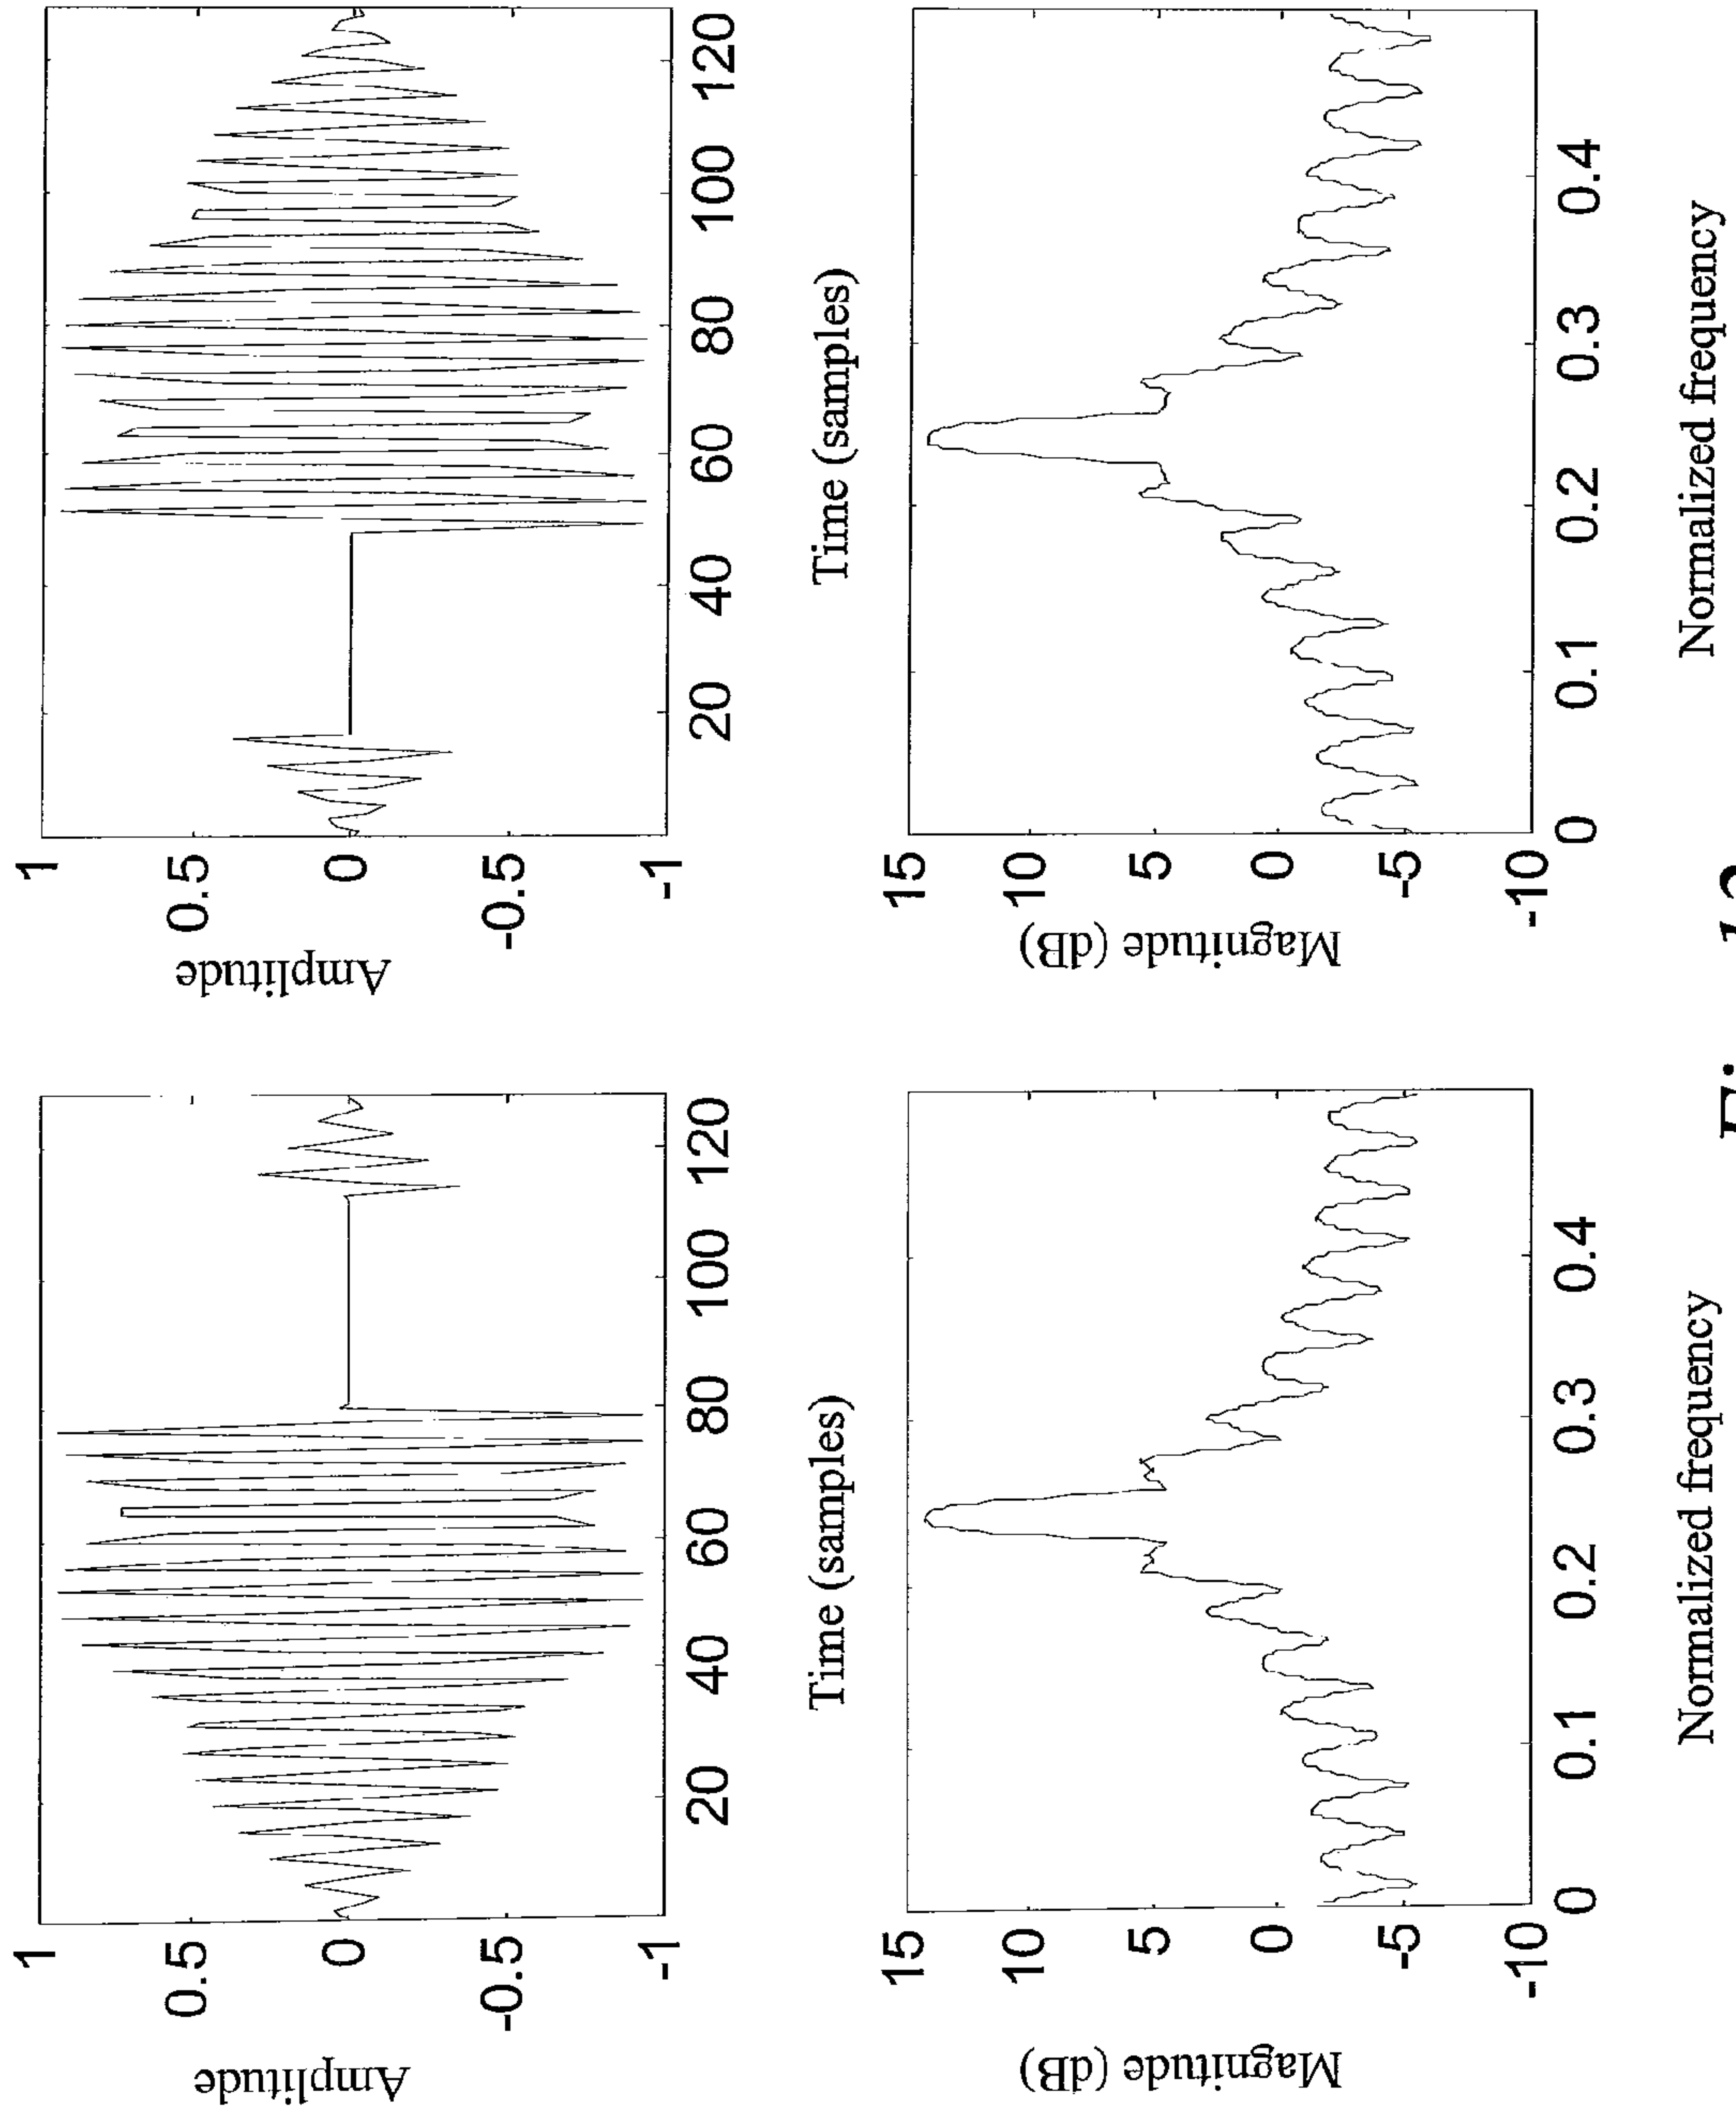 Amplitude
1
0.5
0
-0.5
-1
20 40 60 80 100 120
Time (samples)
Amplitude
1
0.5
0
-0.5
-1
20 40 60 80 100 120
Time (samples)
Magnitude (dB)
15
10
5
0
-5
-10
0 0.1 0.2 0.3 0.4
Normalized frequency
Magnitude (dB)
15
10
5
0
-5
-10
0 0.1 0.2 0.3 0.4
Normalized frequency